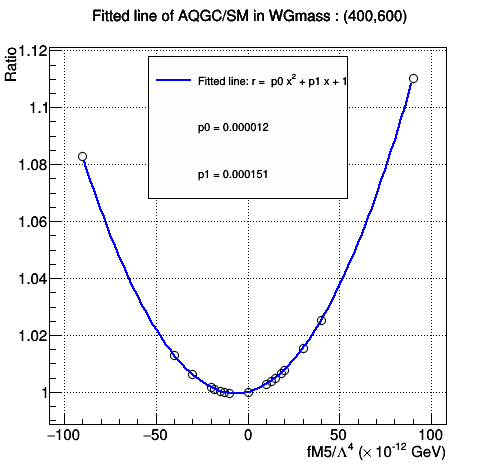 Fitted line of AQGC/SM in WGmass : (400,600)
Ratio
1.12
1.1
1.08
1.06
1.04
1.02
1
Fitted line: r = p0 x² + p1 x + 1
p0 = 0.000012
p1 = 0.000151
−100 −50 0 50 100
fM5/Λ⁴ (× 10⁻¹² GeV)